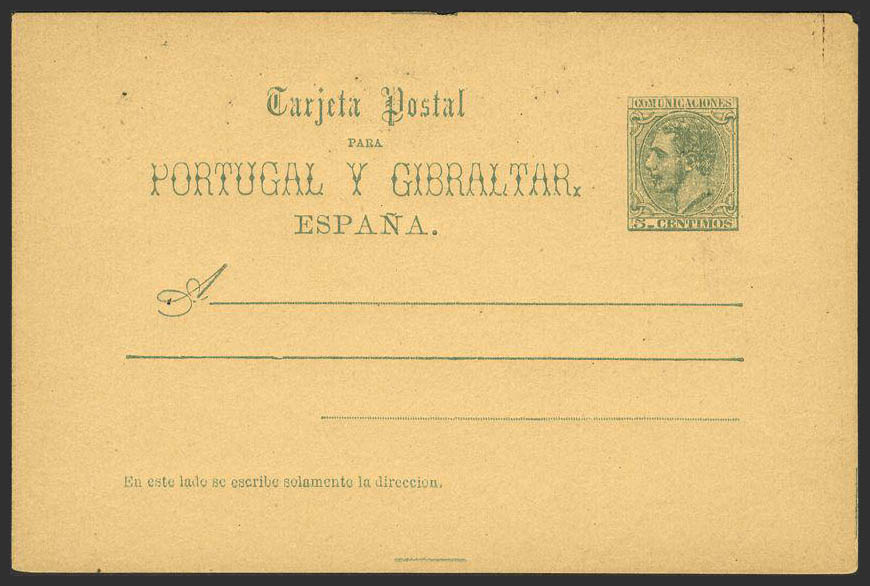 Tarjeta Postal
PARA
PORTUGAL Y GIBRALTAR.
ESPAÑA.
COMUNICACIONES
5 - CENTIMOS
A
En este lado se escribe solamente la direccion.